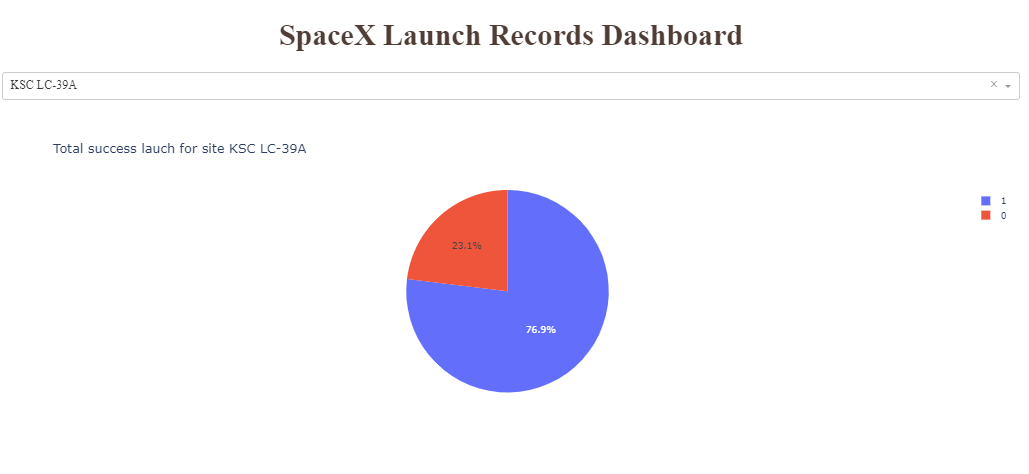 SpaceX Launch Records Dashboard
KSC LC-39A
Total success lauch for site KSC LC-39A
1
0
23.1%
76.9%